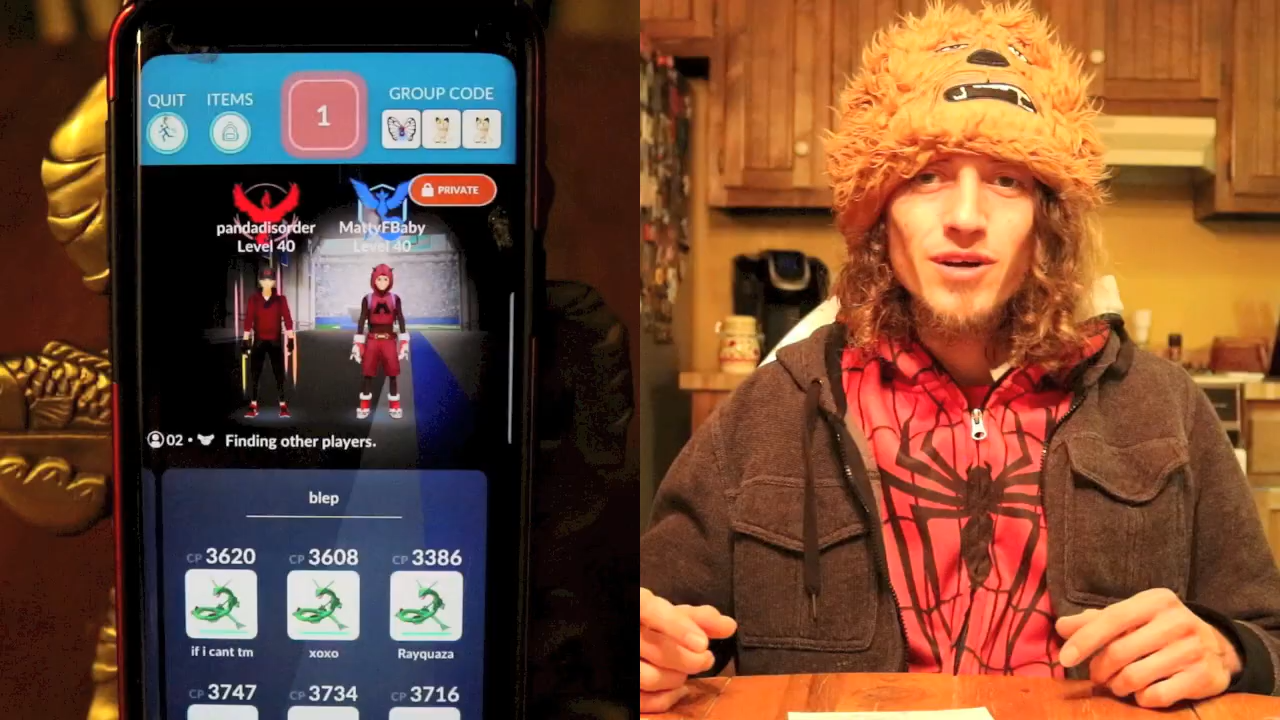 QUIT ITEMS 1 GROUP CODE
PRIVATE
pandadisorder MattyFBaby
Level 40 Level 40
02 • Finding other players.
blep
CP 3620 CP 3608 CP 3386
if i cant tm xoxo Rayquaza
CP 3747 CP 3734 CP 3716